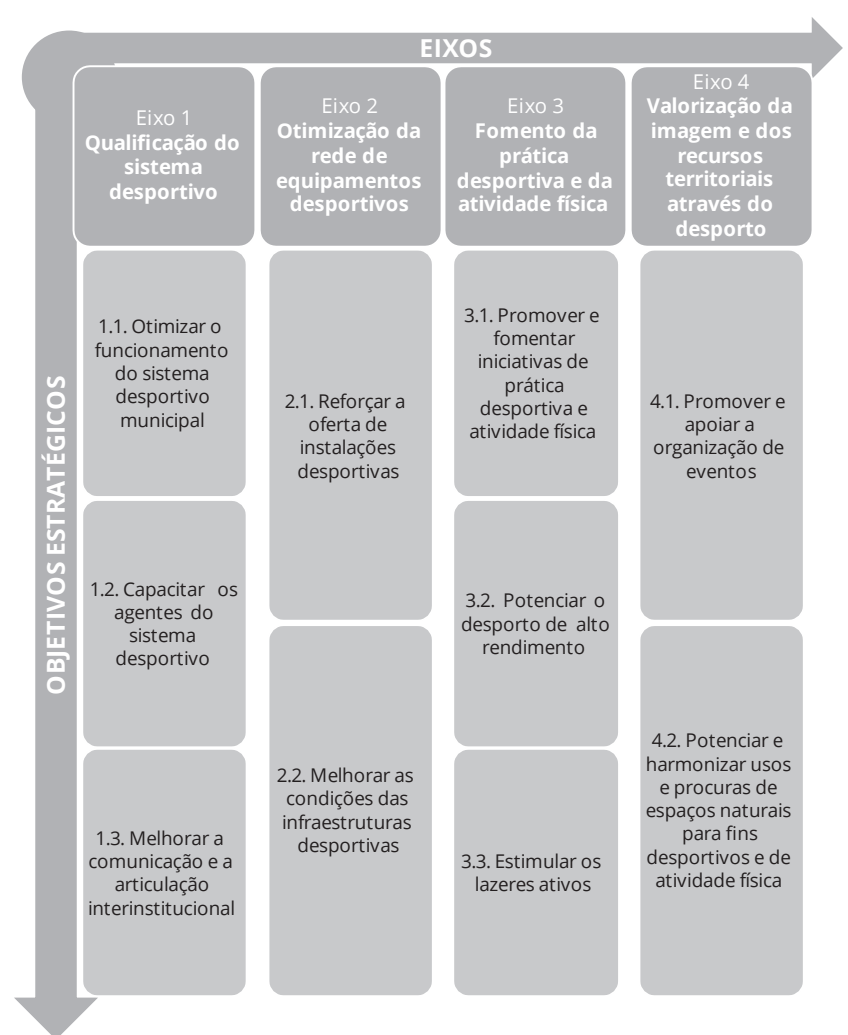 EIXOS
OBJETIVOS ESTRATÉGICOS
Eixo 1
Qualificação do
sistema
desportivo
1.1. Otimizar o
funcionamento
do sistema
desportivo
municipal
1.2. Capacitar os
agentes do
sistema
desportivo
1.3. Melhorar a
comunicação e a
articulação
interinstitucional
Eixo 2
Otimização da
rede de
equipamentos
desportivos
2.1. Reforçar a
oferta de
instalações
desportivas
2.2. Melhorar as
condições das
infraestruturas
desportivas
Eixo 3
Fomento da
prática
desportiva e da
atividade física
3.1. Promover e
fomentar
iniciativas de
prática
desportiva e
atividade física
3.2. Potenciar o
desporto de alto
rendimento
3.3. Estimular os
lazeres ativos
Eixo 4
Valorização da
imagem e dos
recursos
territoriais
através do
desporto
4.1. Promover e
apoiar a
organização de
eventos
4.2. Potenciar e
harmonizar usos
e procuras de
espaços naturais
para fins
desportivos e de
atividade física